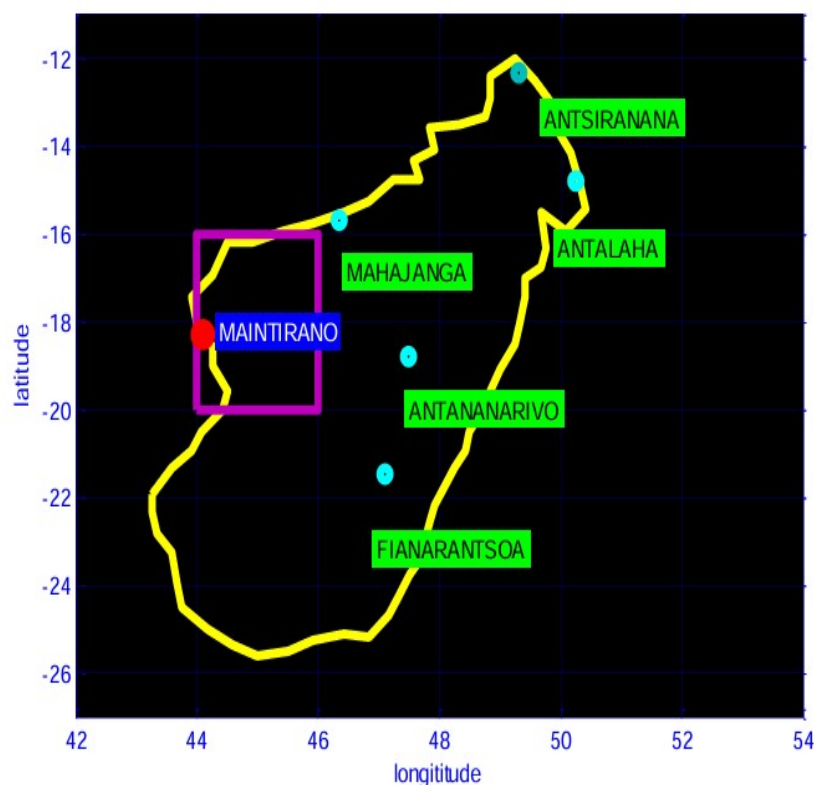 -12
ANTSIRANANA
-14
ANTALAHA
-16
MAHAJANGA
-18
MAINTIRANO
latitude
-20
ANTANANARIVO
-22
FIANARANTSOA
-24
-26
42 44 46 48 50 52 54
longititude